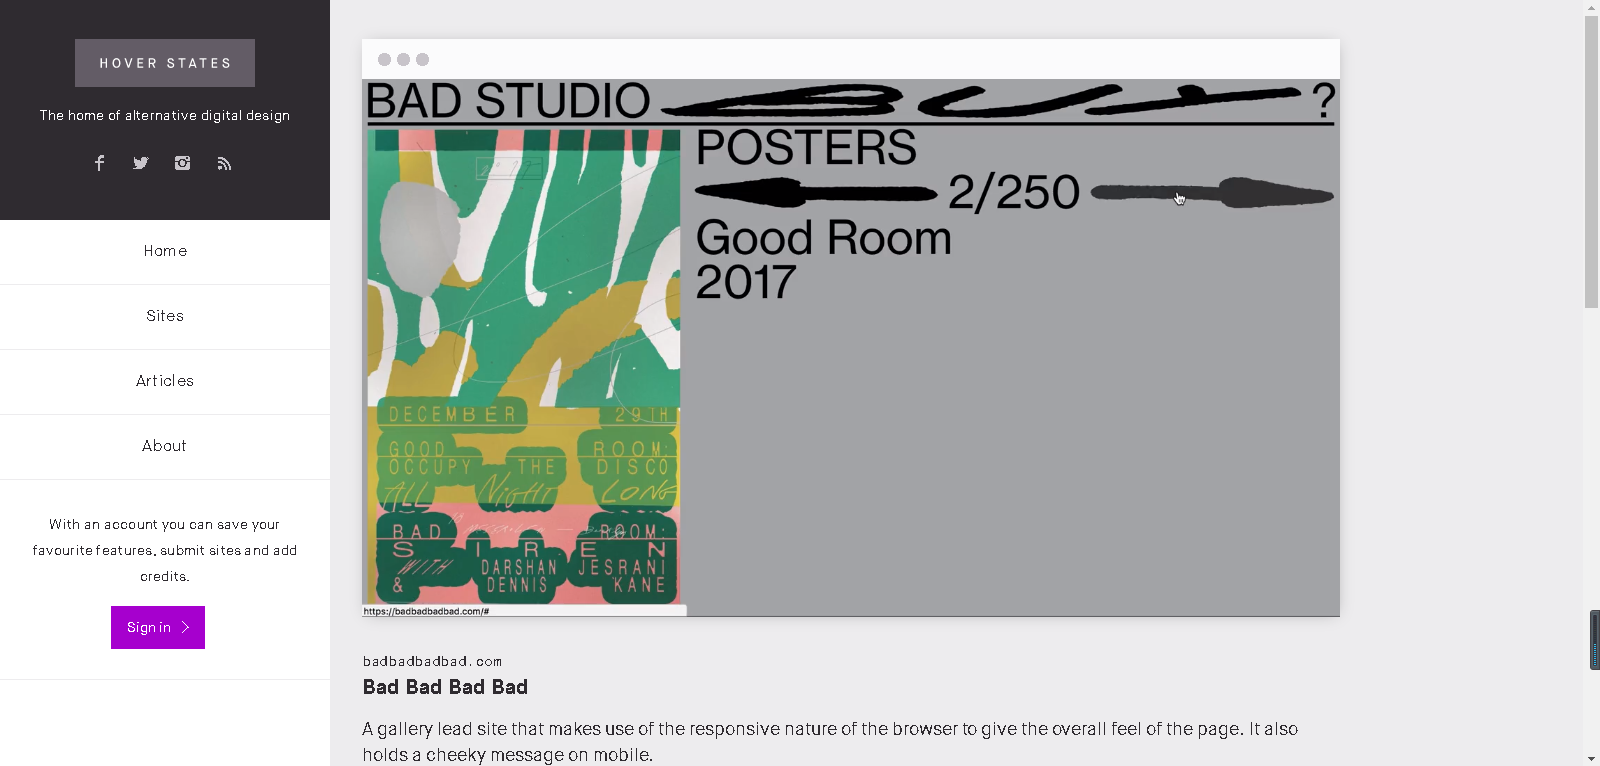 HOVER STATES
The home of alternative digital design
Home
Sites
Articles
About
With an account you can save your
favourite features, submit sites and add
credits.
Sign in
BAD STUDIO BUT ?
POSTERS
2/250
Good Room
2017
DECEMBER 29TH
GOOD ROOM:
OCCUPY THE DISCO
ALL NIGHT LONG
BAD ROOM:
SIREN
WITH DARSHAN JESRANI
& DENNIS KANE
https://badbadbadbad.com/#
badbadbadbad.com
Bad Bad Bad Bad
A gallery lead site that makes use of the responsive nature of the browser to give the overall feel of the page. It also
holds a cheeky message on mobile.